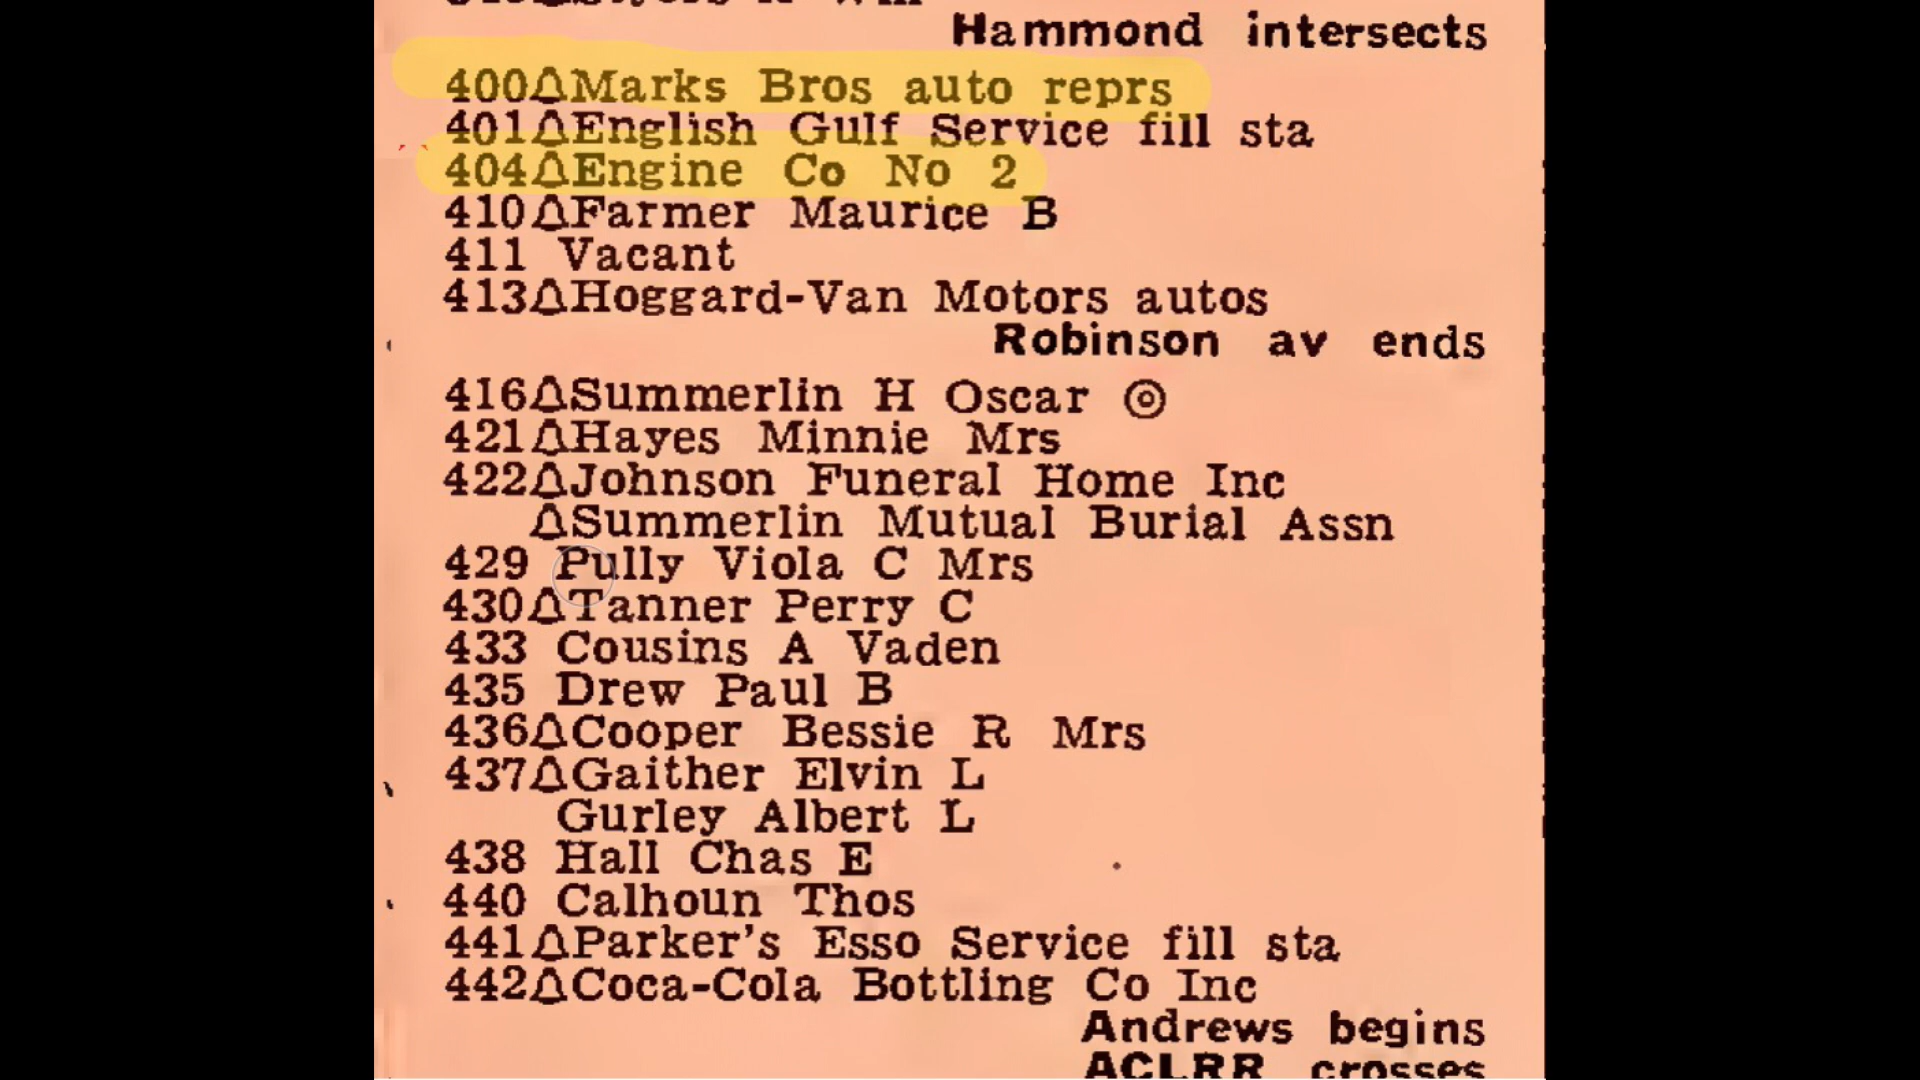 Hammond intersects
400△Marks Bros auto reprs
401△English Gulf Service fill sta
404△Engine Co No 2
410△Farmer Maurice B
411 Vacant
413△Hoggard-Van Motors autos
Robinson av ends
416△Summerlin H Oscar ◎
421△Hayes Minnie Mrs
422△Johnson Funeral Home Inc
△Summerlin Mutual Burial Assn
429 Pully Viola C Mrs
430△Tanner Perry C
433 Cousins A Vaden
435 Drew Paul B
436△Cooper Bessie R Mrs
437△Gaither Elvin L
Gurley Albert L
438 Hall Chas E
440 Calhoun Thos
441△Parker's Esso Service fill sta
442△Coca-Cola Bottling Co Inc
Andrews begins
ACLRR crosses